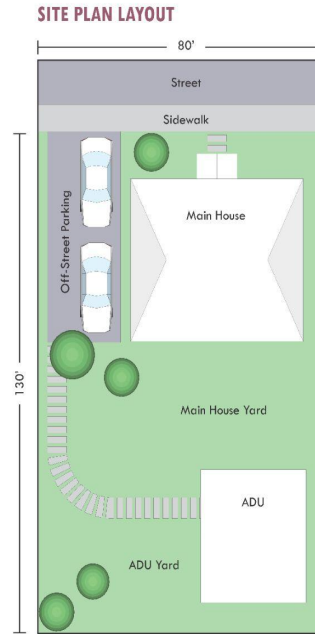 SITE PLAN LAYOUT
80’
Street
Sidewalk
Main House
Off-Street Parking
130’
Main House Yard
ADU
ADU Yard